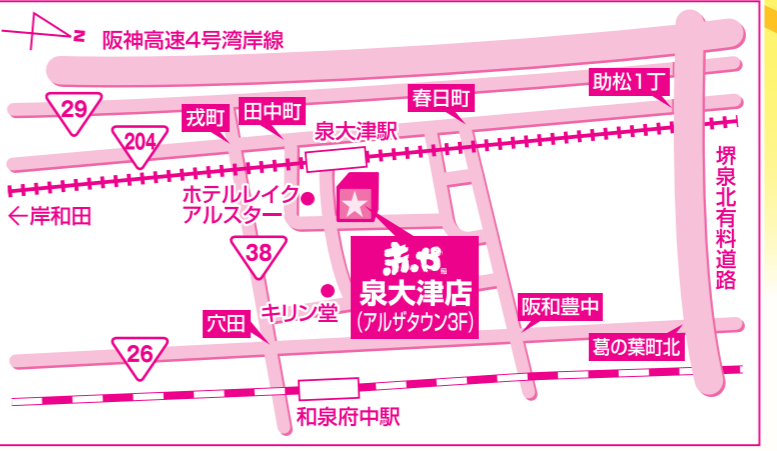 N
阪神高速4号湾岸線
29
204
戎町
田中町
泉大津駅
春日町
助松1丁
←岸和田
ホテルレイク
アルスター
38
キリン堂
赤から
泉大津店
(アルザタウン3F)
堺泉北有料道路
穴田
阪和豊中
葛の葉町北
26
和泉府中駅